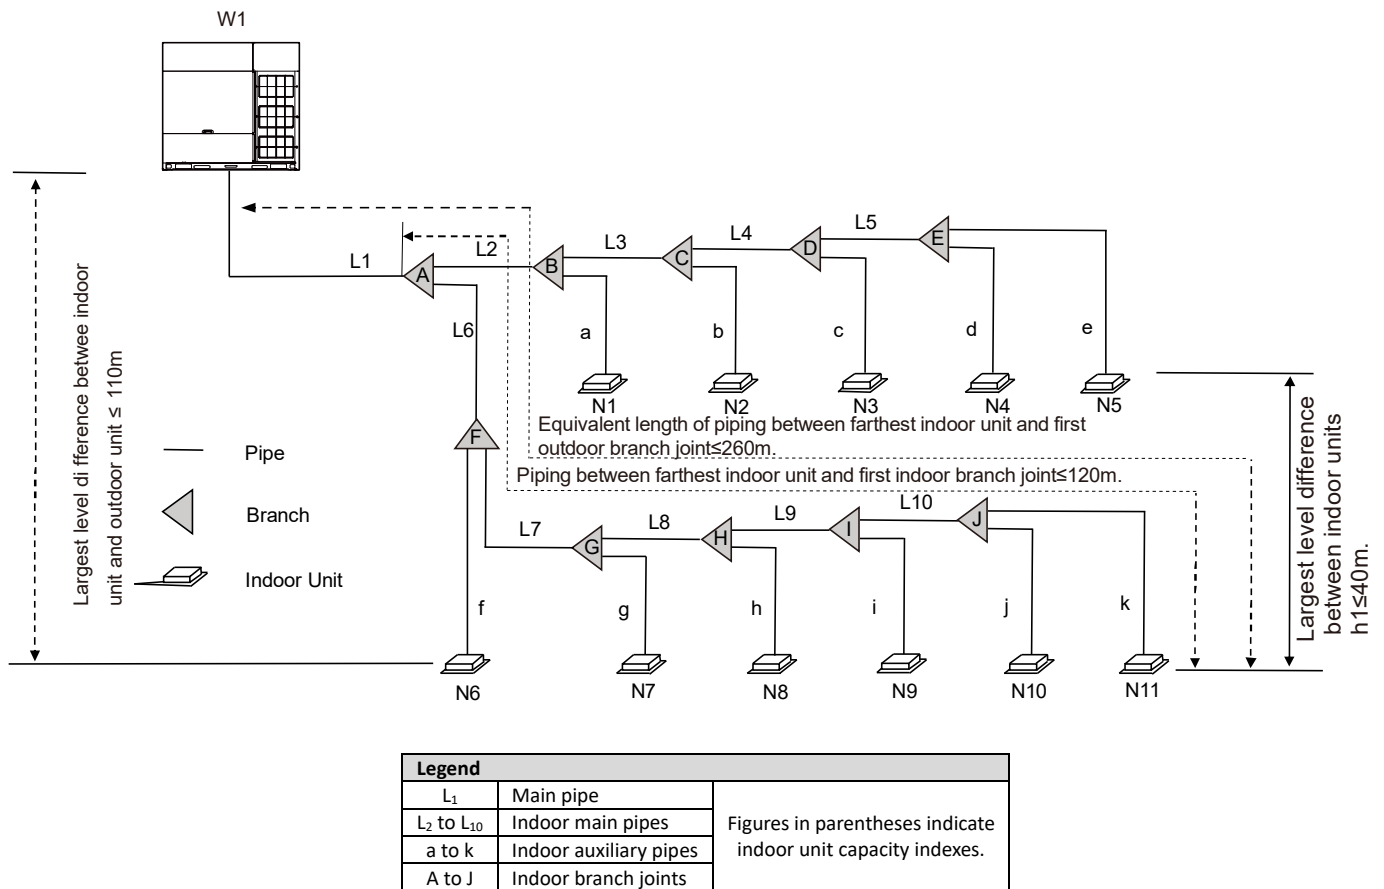 W1
Largest level di fference betwee indoor
unit and outdoor unit ≤ 110m
L1
A
L2
B
L3
C
L4
D
L5
E
L6
a
b
c
d
e
N1
N2
N3
N4
N5
Equivalent length of piping between farthest indoor unit and first
outdoor branch joint≤260m.
Piping between farthest indoor unit and first indoor branch joint≤120m.
Pipe
Branch
Indoor Unit
F
L7
G
L8
H
L9
I
L10
J
f
g
h
i
j
k
N6
N7
N8
N9
N10
N11
Largest level difference
between indoor units
h1≤40m.
Legend
L1 Main pipe
L2 to L10 Indoor main pipes
a to k Indoor auxiliary pipes
A to J Indoor branch joints
Figures in parentheses indicate
indoor unit capacity indexes.